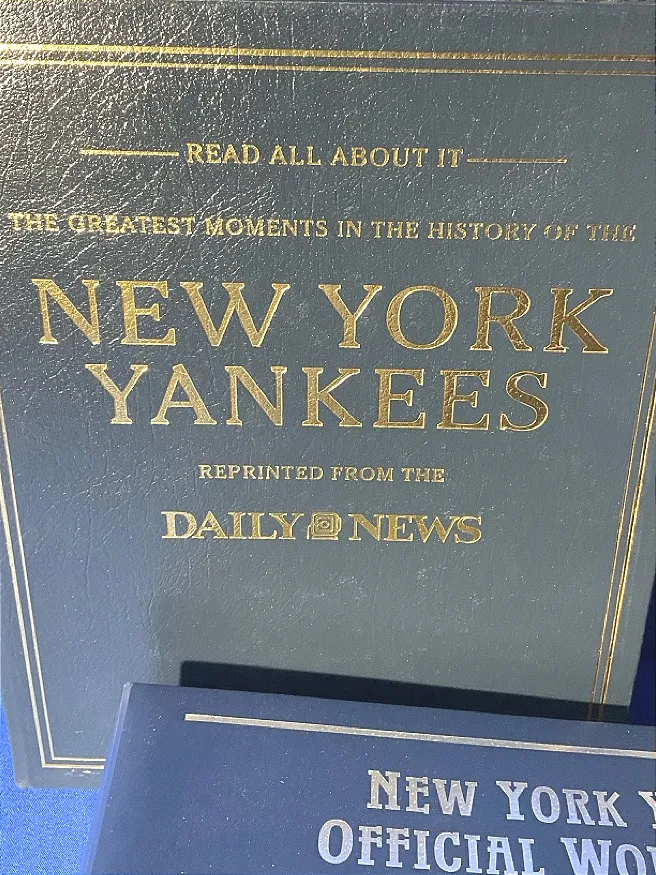 READ ALL ABOUT IT
THE GREATEST MOMENTS IN THE HISTORY OF THE
NEW YORK
YANKEES
REPRINTED FROM THE
DAILY NEWS
NEW YORK Y
OFFICIAL WO